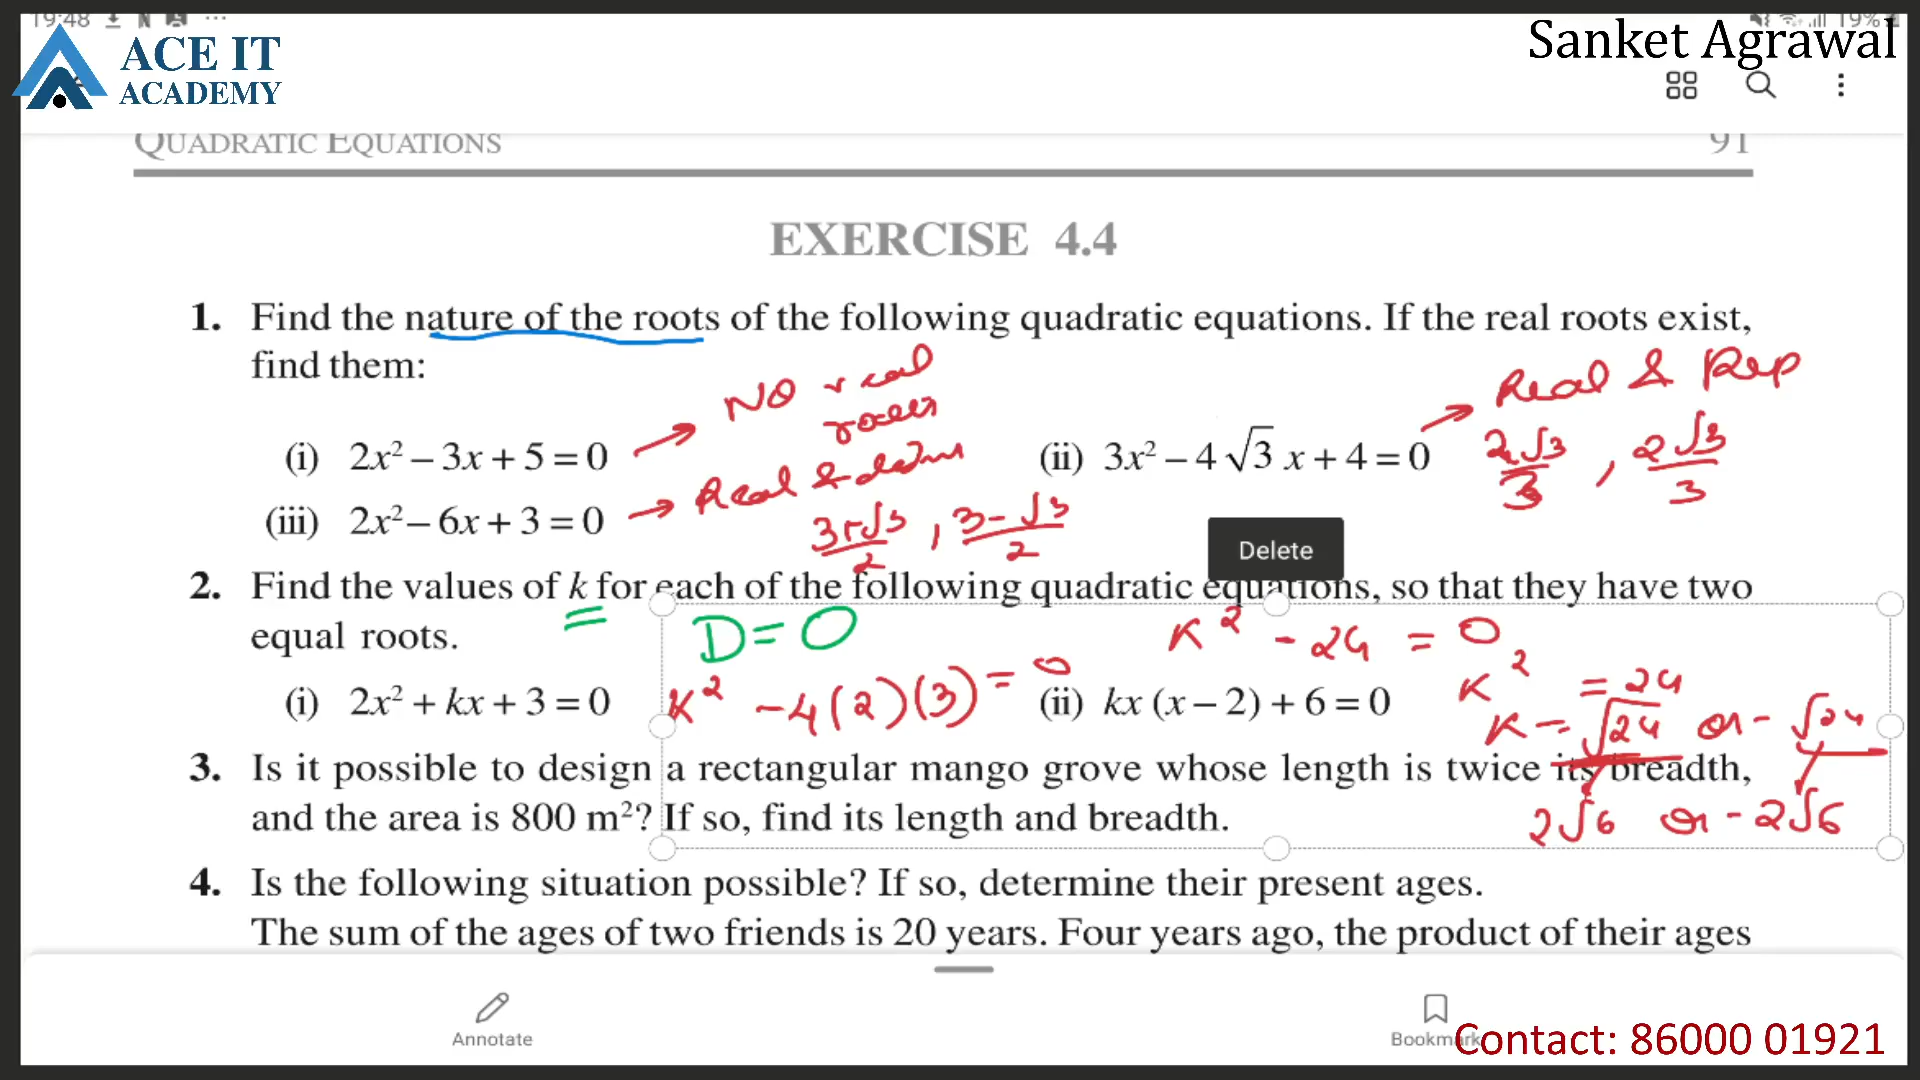 19:48
19%
ACE IT
ACADEMY
Sanket Agrawal
QUADRATIC EQUATIONS 91
EXERCISE 4.4
1. Find the nature of the roots of the following quadratic equations. If the real roots exist,
find them:
NO real
Real & Rep
(i) 2x² – 3x + 5 = 0
(ii) 3x² – 4√3 x + 4 = 0
2√3/3 , 2√3/3
(iii) 2x² – 6x + 3 = 0
Real &
3+√3/2 , 3-√3/2
Delete
2. Find the values of k for each of the following quadratic equations, so that they have two
equal roots.
=
D = 0
K² - 24 = 0
(i) 2x² + kx + 3 = 0
K² - 4(2)(3) = 0
(ii) kx (x – 2) + 6 = 0
K² = 24
K = √24 or - √24
3. Is it possible to design a rectangular mango grove whose length is twice its breadth,
and the area is 800 m²? If so, find its length and breadth.
2√6 or - 2√6
4. Is the following situation possible? If so, determine their present ages.
The sum of the ages of two friends is 20 years. Four years ago, the product of their ages
Annotate
Bookmark
Contact: 86000 01921